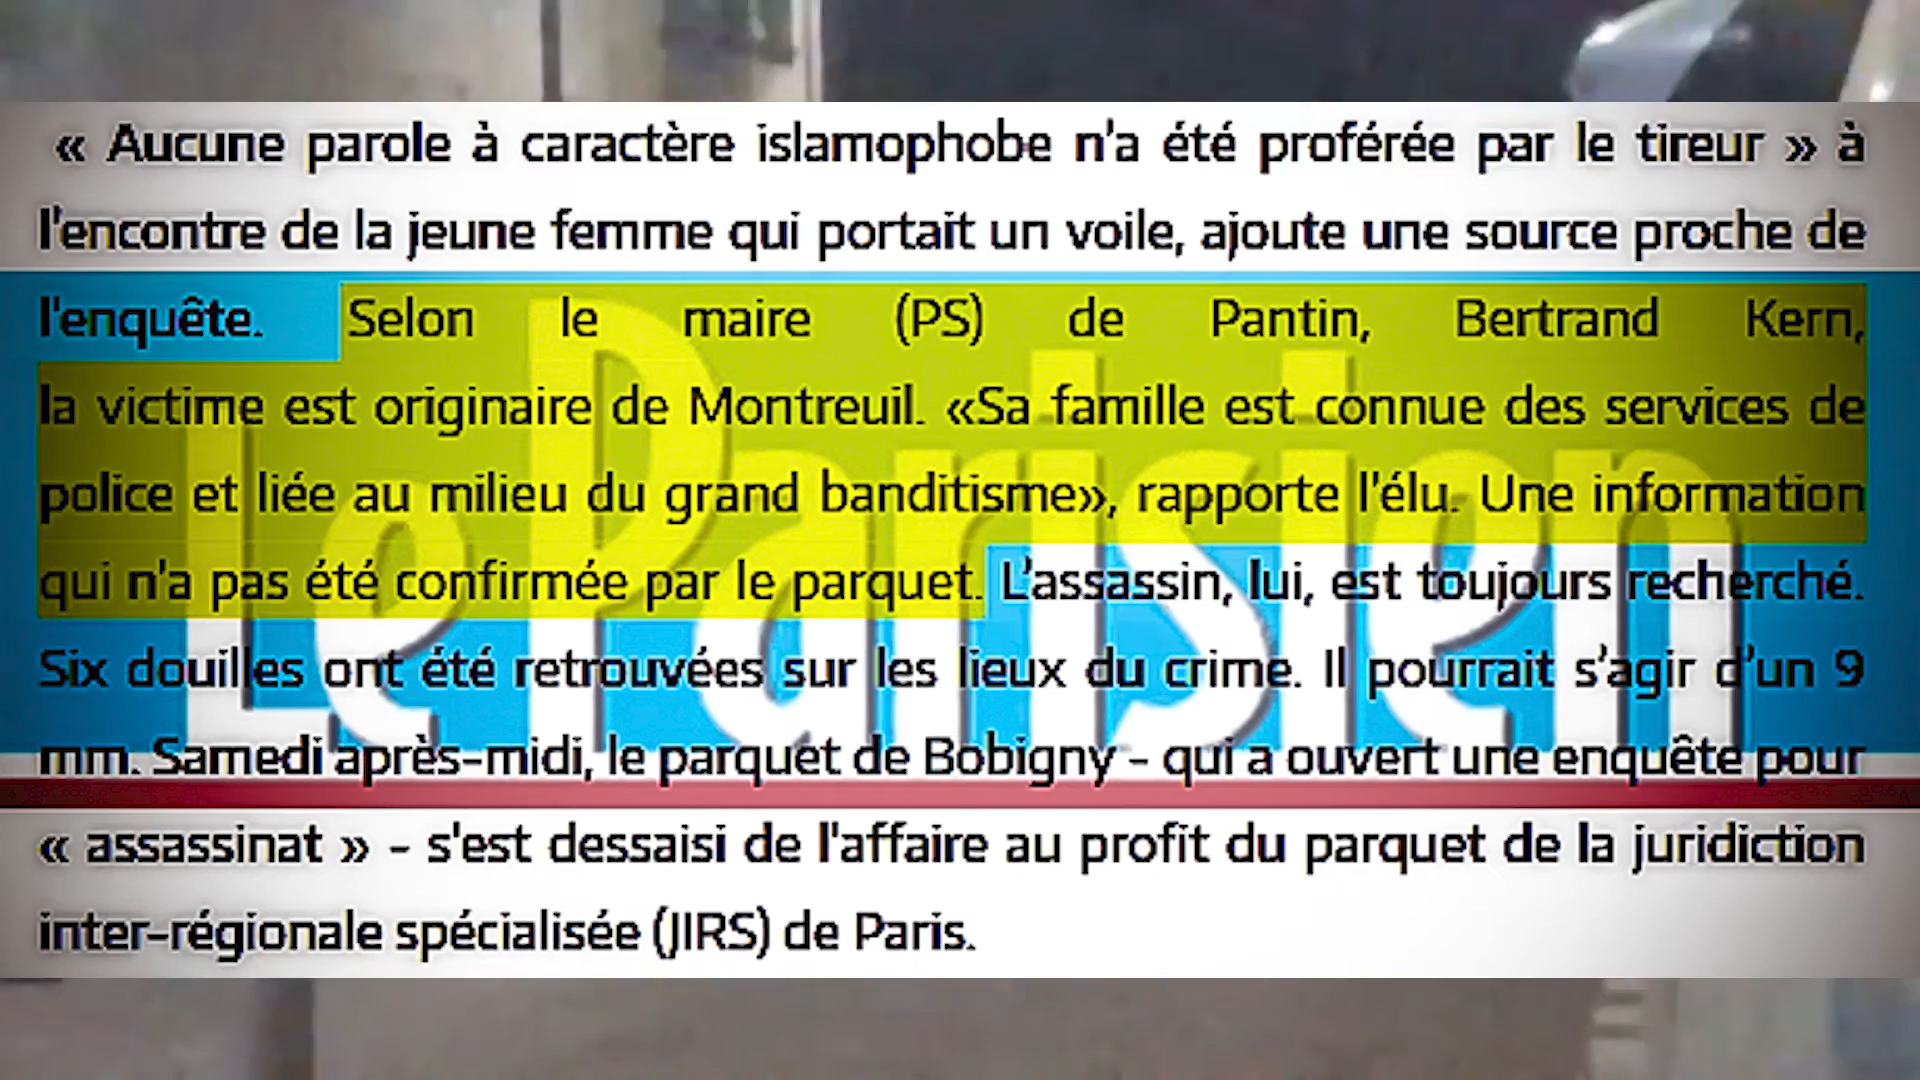 « Aucune parole à caractère islamophobe n'a été proférée par le tireur » à
l'encontre de la jeune femme qui portait un voile, ajoute une source proche de
l'enquête. Selon le maire (PS) de Pantin, Bertrand Kern,
la victime est originaire de Montreuil. «Sa famille est connue des services de
police et liée au milieu du grand banditisme», rapporte l'élu. Une information
qui n'a pas été confirmée par le parquet. L'assassin, lui, est toujours recherché.
Six douilles ont été retrouvées sur les lieux du crime. Il pourrait s'agir d'un 9
mm. Samedi après-midi, le parquet de Bobigny - qui a ouvert une enquête pour
« assassinat » - s'est dessaisi de l'affaire au profit du parquet de la juridiction
inter-régionale spécialisée (JIRS) de Paris.
Le Parisien